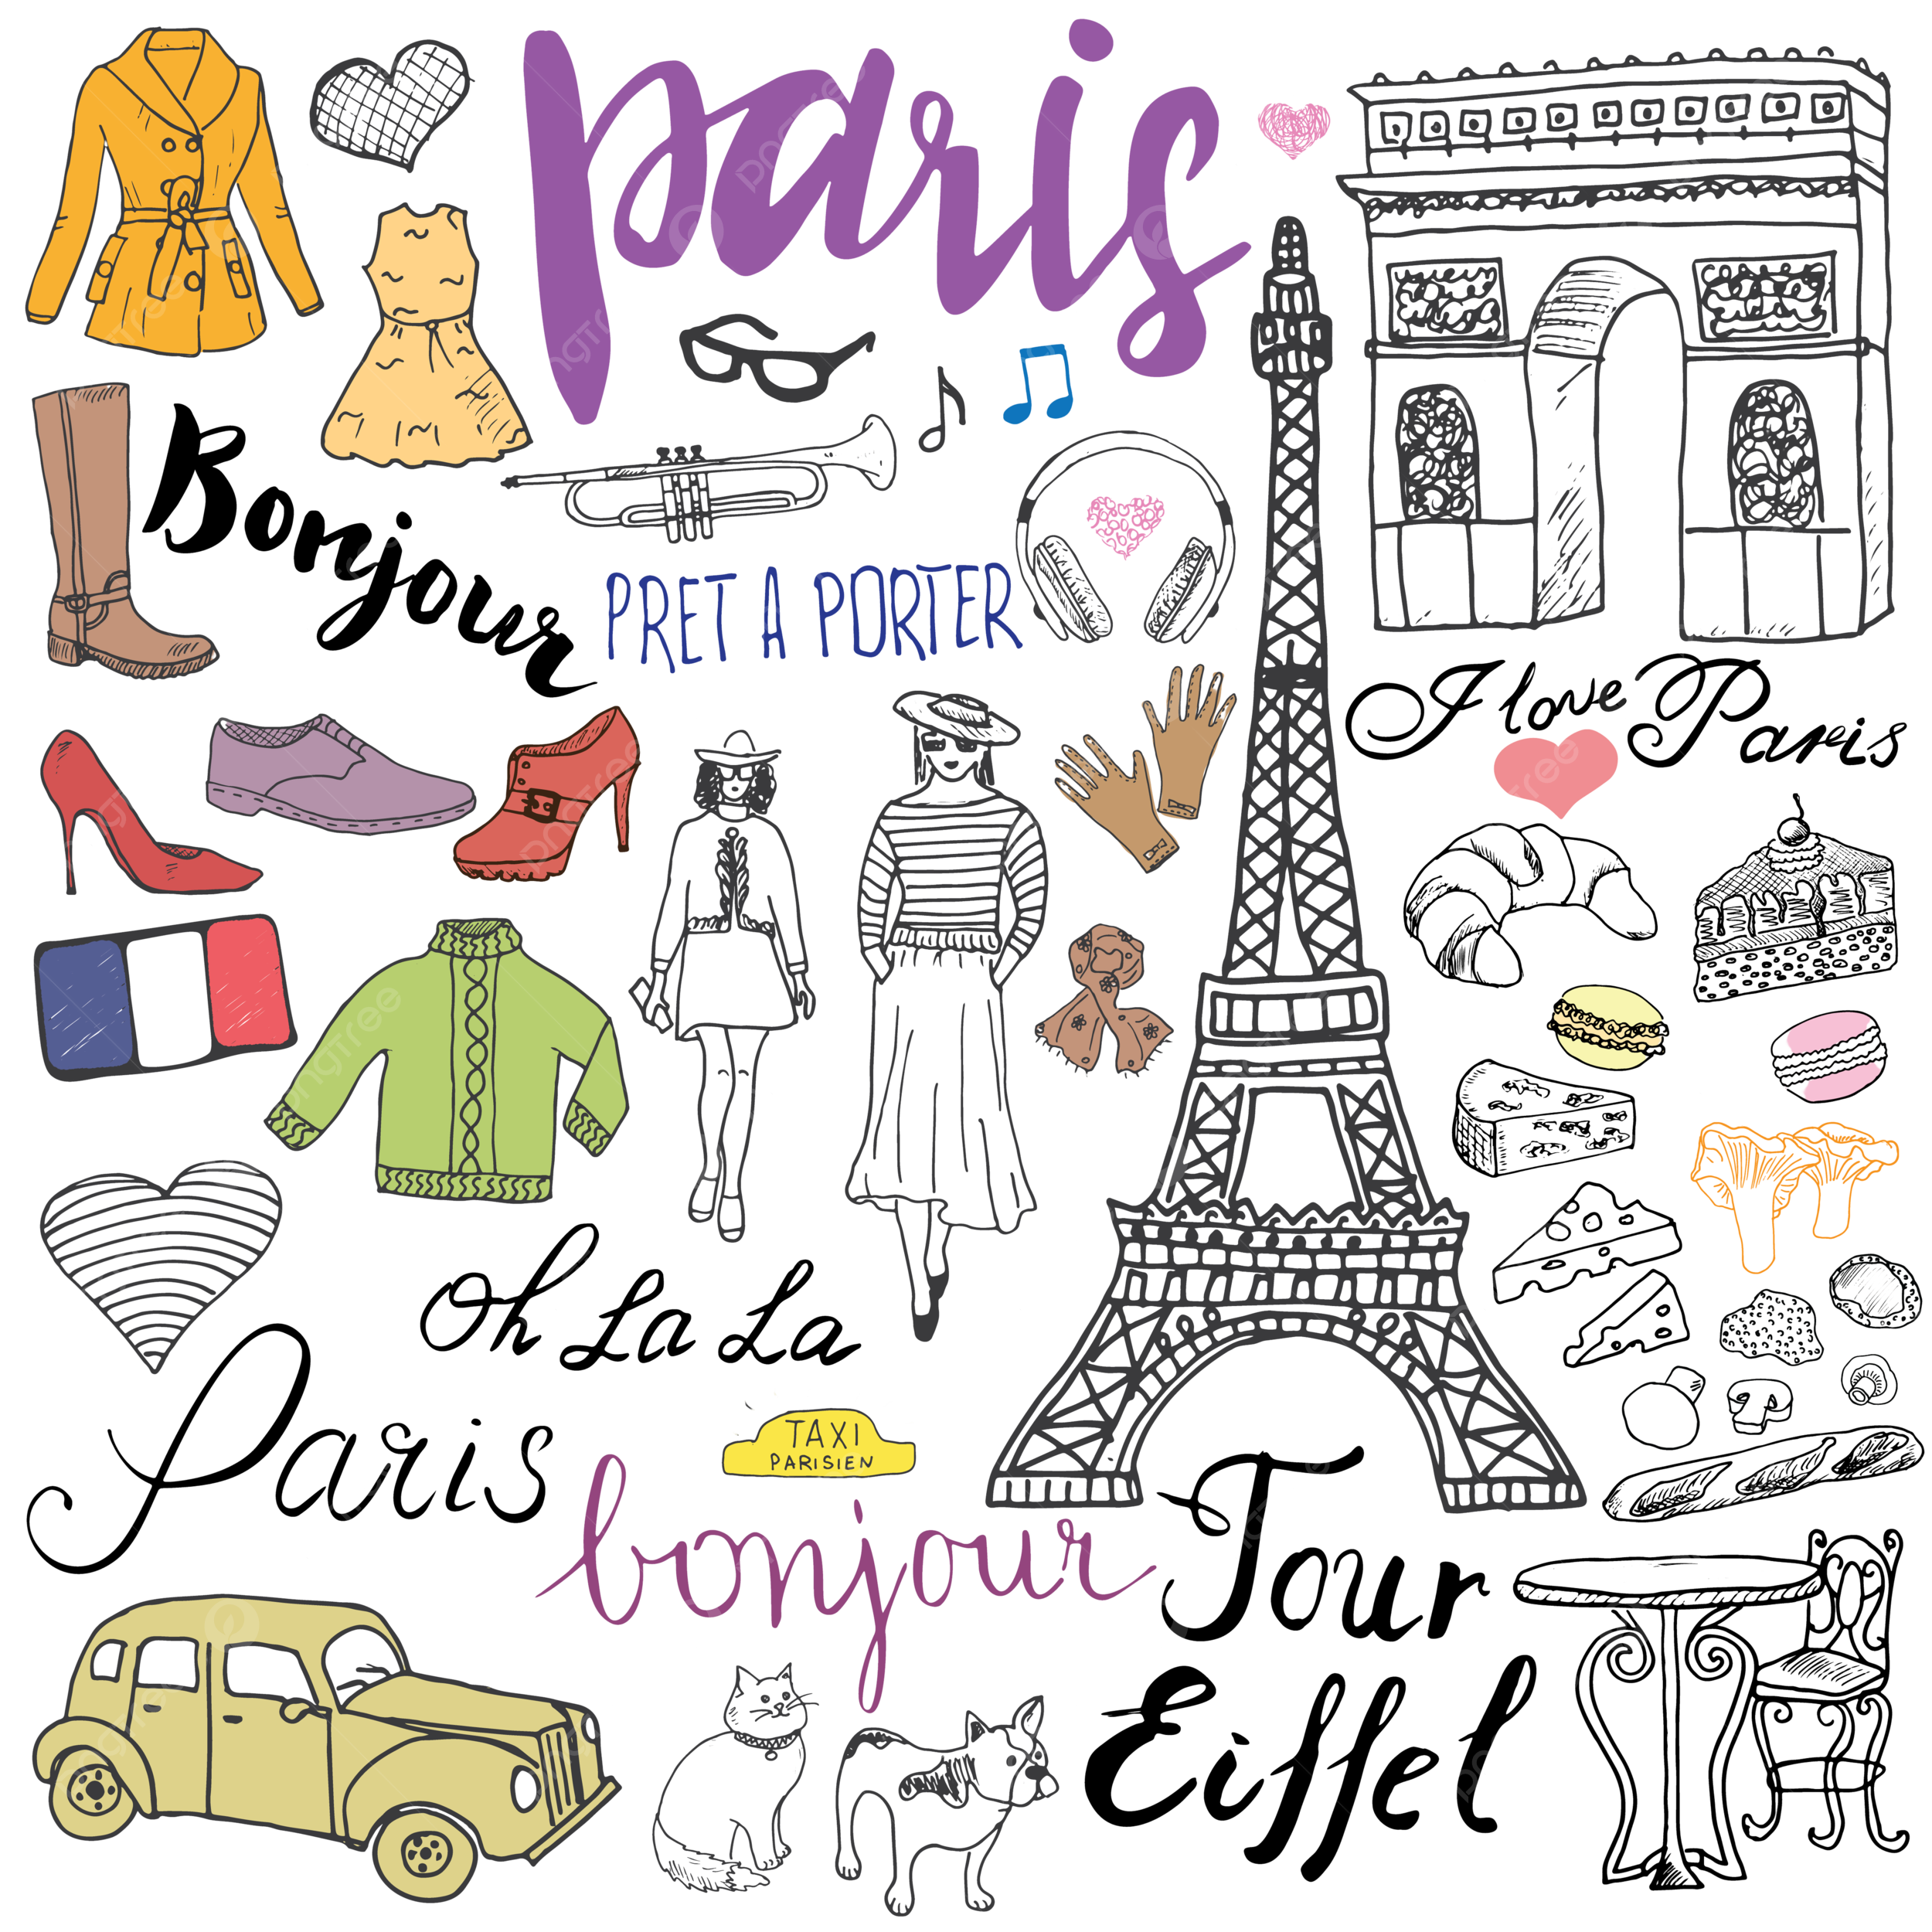 paris
Bonjour
PRET A PORTER
I love Paris
Oh La La
Paris
TAXI
PARISIEN
bonjour
Tour
Eiffel